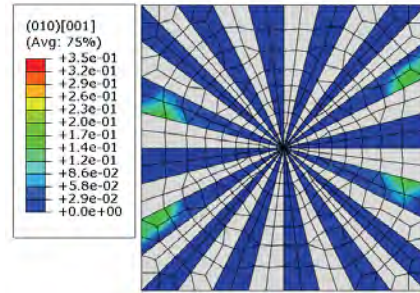 (010)[001]
(Avg: 75%)
+3.5e-01
+3.2e-01
+2.9e-01
+2.6e-01
+2.3e-01
+2.0e-01
+1.7e-01
+1.4e-01
+1.2e-01
+8.6e-02
+5.8e-02
+2.9e-02
+0.0e+00